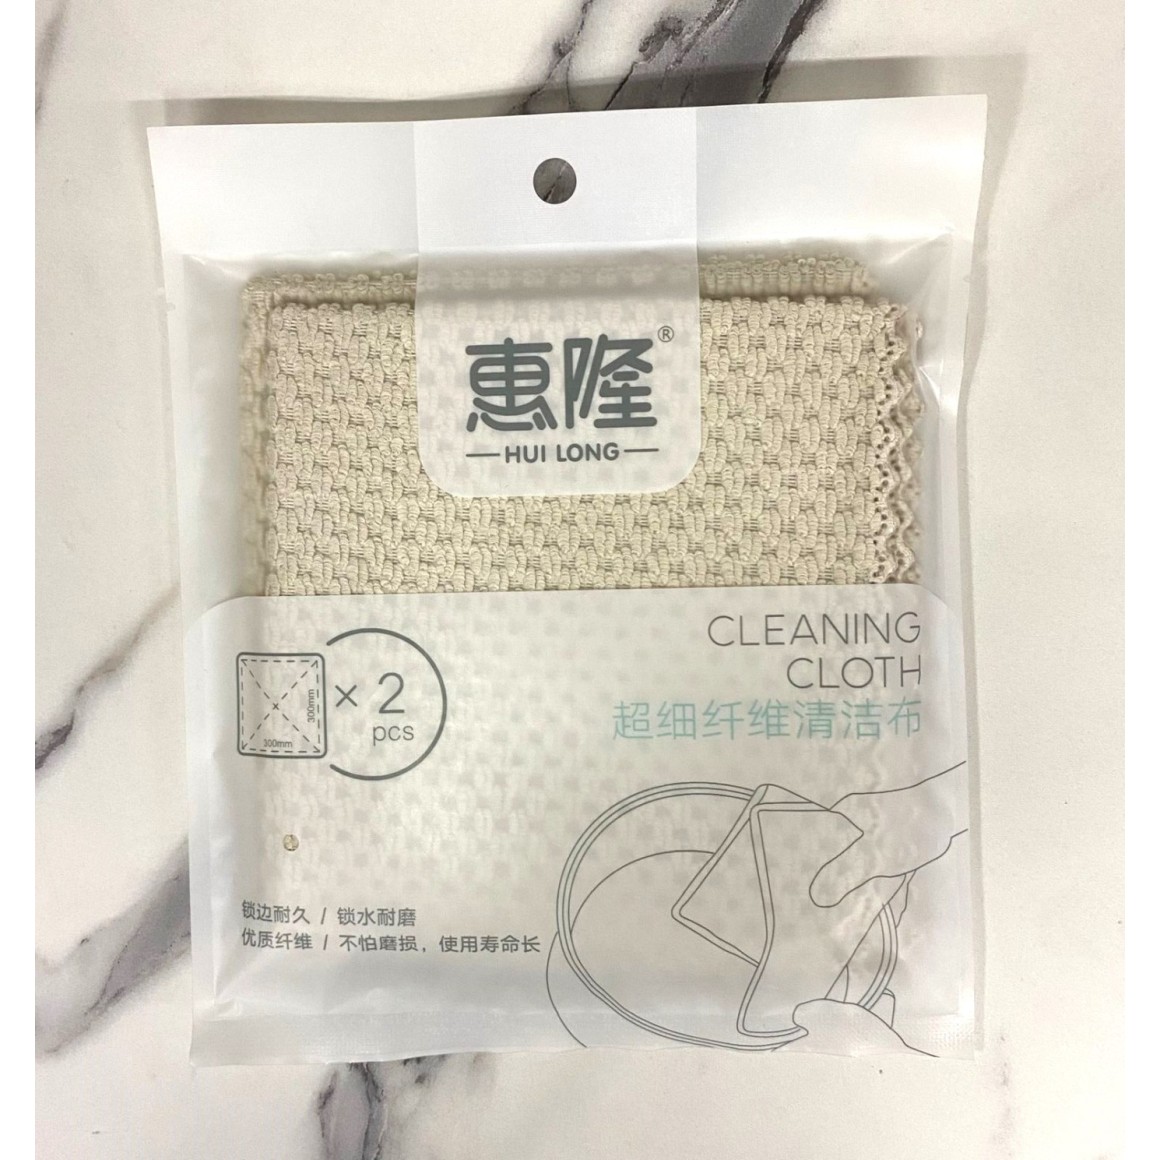 惠隆®
HUI LONG
CLEANING
CLOTH
超细纤维清洁布
300mm
300mm
× 2
pcs
锁边耐久 / 锁水耐磨
优质纤维 / 不怕磨损，使用寿命长